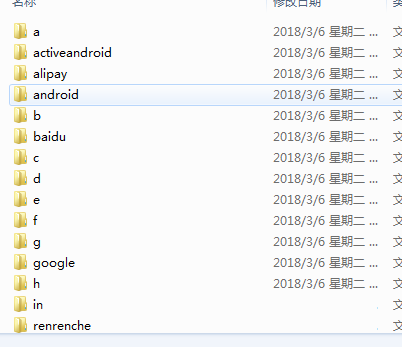 名称 修改日期
a 2018/3/6 星期二 ... 文
activeandroid 2018/3/6 星期二 ... 文
alipay 2018/3/6 星期二 ... 文
android 2018/3/6 星期二 ... 文
b 2018/3/6 星期二 ... 文
baidu 2018/3/6 星期二 ... 文
c 2018/3/6 星期二 ... 文
d 2018/3/6 星期二 ... 文
e 2018/3/6 星期二 ... 文
f 2018/3/6 星期二 ... 文
g 2018/3/6 星期二 ... 文
google 2018/3/6 星期二 ... 文
h 2018/3/6 星期二 ... 文
in 文
renrenche 文